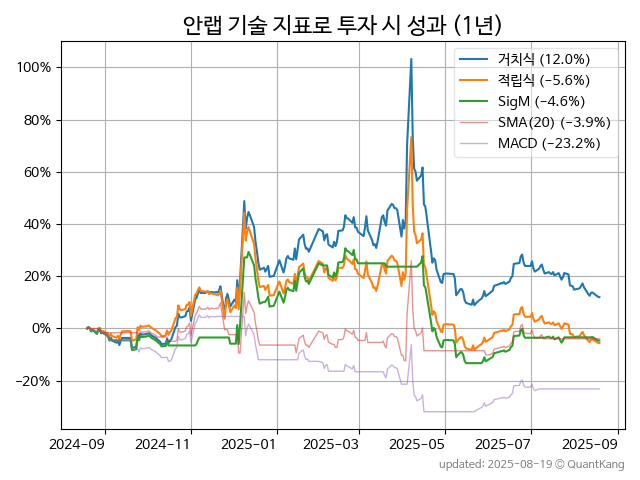 안랩 기술 지표로 투자 시 성과 (1년)
거치식 (12.0%)
적립식 (−5.6%)
SigM (−4.6%)
SMA(20) (−3.9%)
MACD (−23.2%)
100%
80%
60%
40%
20%
0%
−20%
2024-09 2024-11 2025-01 2025-03 2025-05 2025-07 2025-09
updated: 2025-08-19 © QuantKang